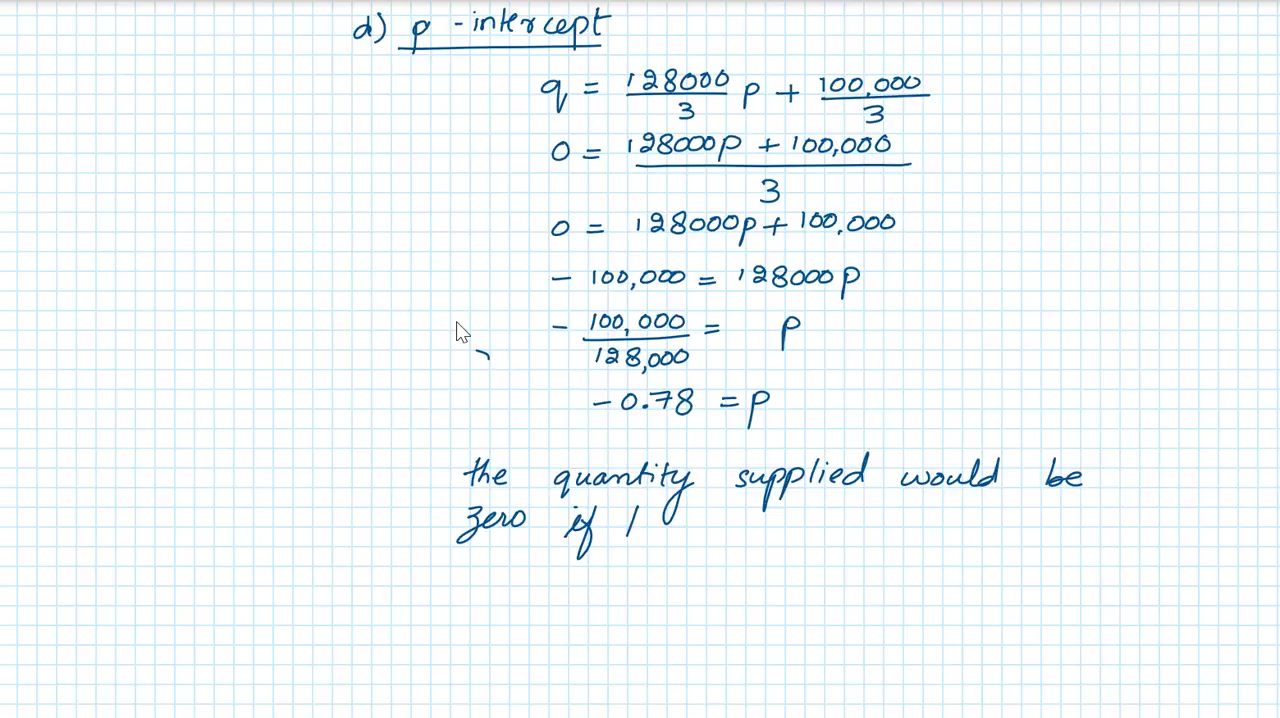 d) p - intercept
q = 128000/3 p + 100,000/3
0 = 128000p + 100,000 / 3
0 = 128000p + 100,000
- 100,000 = 128000p
- 100,000/128,000 = p
- 0.78 = p
the quantity supplied would be
zero if